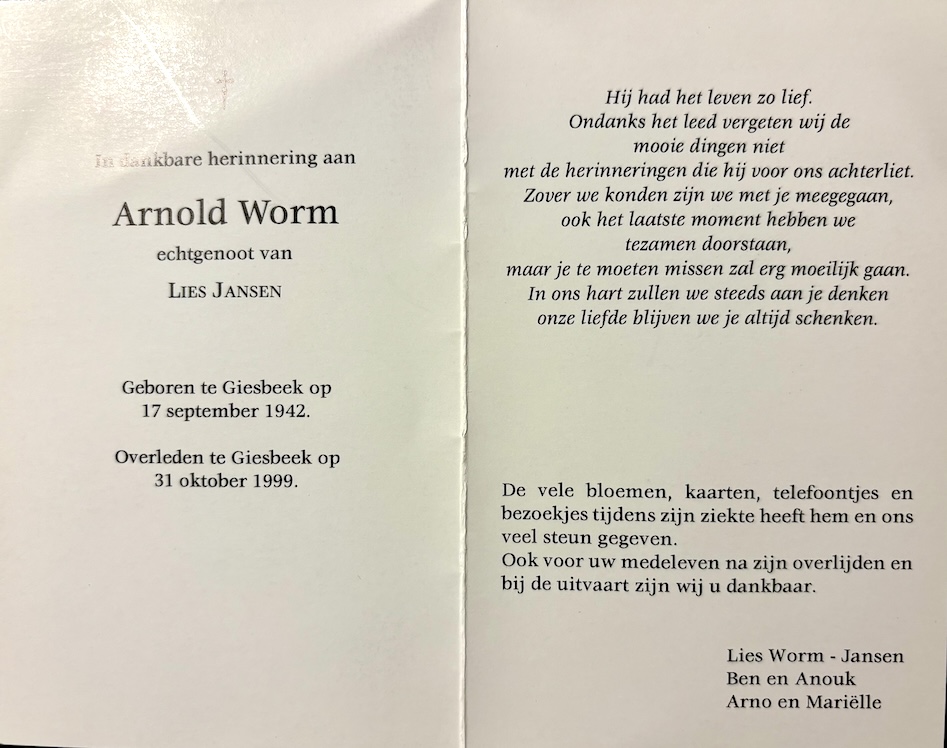 In dankbare herinnering aan
Arnold Worm
echtgenoot van
LIES JANSEN
Geboren te Giesbeek op
17 september 1942.
Overleden te Giesbeek op
31 oktober 1999.
Hij had het leven zo lief.
Ondanks het leed vergeten wij de
mooie dingen niet
met de herinneringen die hij voor ons achterliet.
Zover we konden zijn we met je meegegaan,
ook het laatste moment hebben we
tezamen doorstaan,
maar je te moeten missen zal erg moeilijk gaan.
In ons hart zullen we steeds aan je denken
onze liefde blijven we je altijd schenken.
De vele bloemen, kaarten, telefoontjes en
bezoekjes tijdens zijn ziekte heeft hem en ons
veel steun gegeven.
Ook voor uw medeleven na zijn overlijden en
bij de uitvaart zijn wij u dankbaar.
Lies Worm - Jansen
Ben en Anouk
Arno en Mariëlle